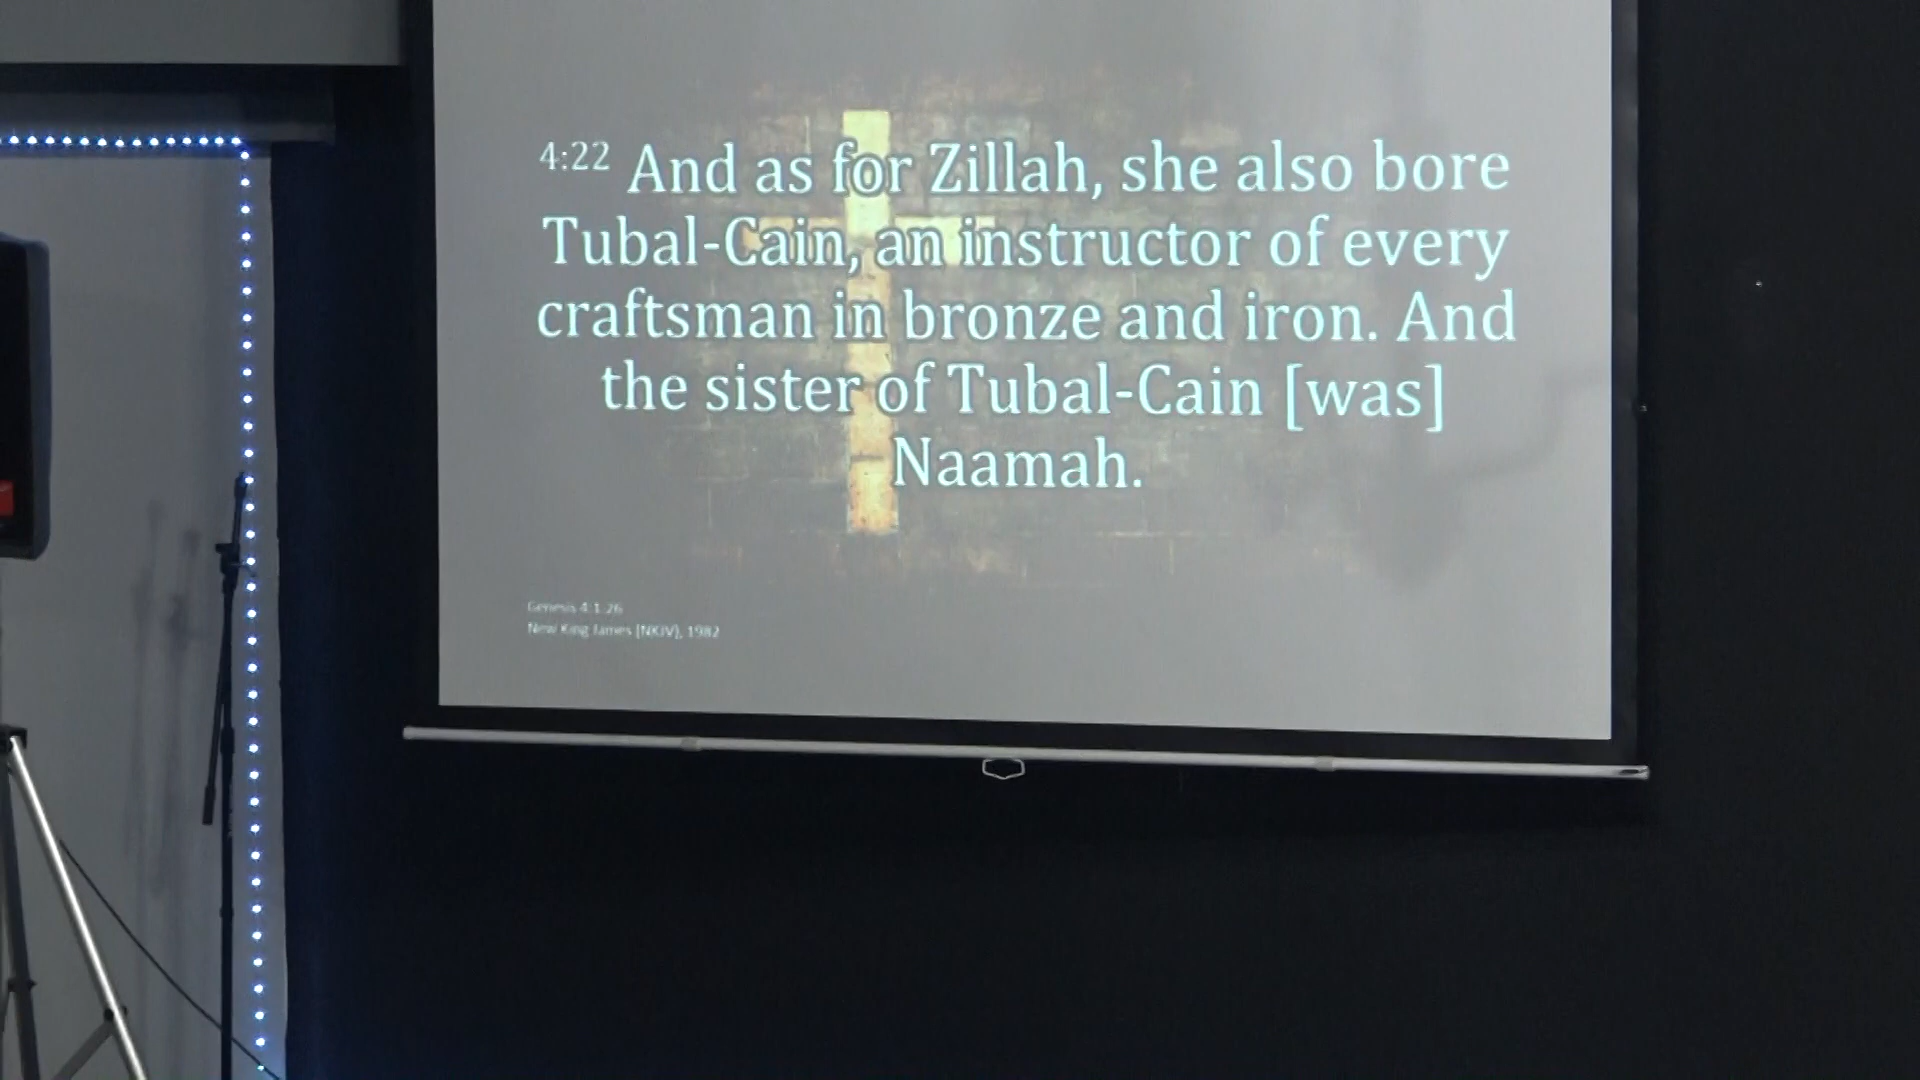 4:22 And as for Zillah, she also bore
Tubal-Cain, an instructor of every
craftsman in bronze and iron. And
the sister of Tubal-Cain [was]
Naamah.
Genesis 4:1-26
New King James (NKJV), 1982